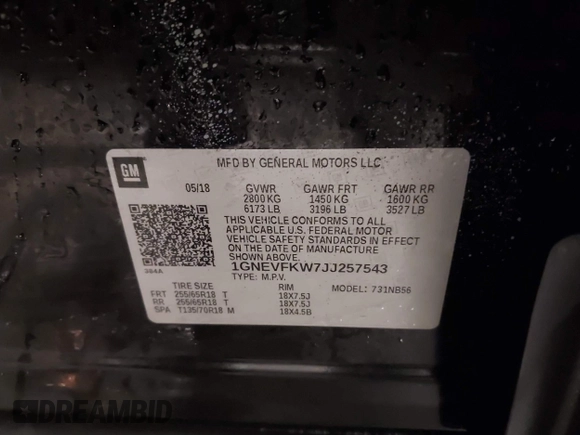 GM
MFD BY GENERAL MOTORS LLC
05/18 GVWR GAWR FRT GAWR RR
2800 KG 1450 KG 1600 KG
6173 LB 3196 LB 3527 LB
THIS VEHICLE CONFORMS TO ALL
APPLICABLE U.S. FEDERAL MOTOR
VEHICLE SAFETY STANDARDS IN EFFECT
ON THE DATE OF MANUFACTURE
SHOWN ABOVE.
384A 1GNEVFKW7JJ257543
TYPE: M.P.V.
TIRE SIZE RIM MODEL: 731NB56
FRT 255/65R18 T 18X7.5J
RR 255/65R18 T 18X7.5J
SPA T135/70R18 M 18X4.5B
DREAMBID